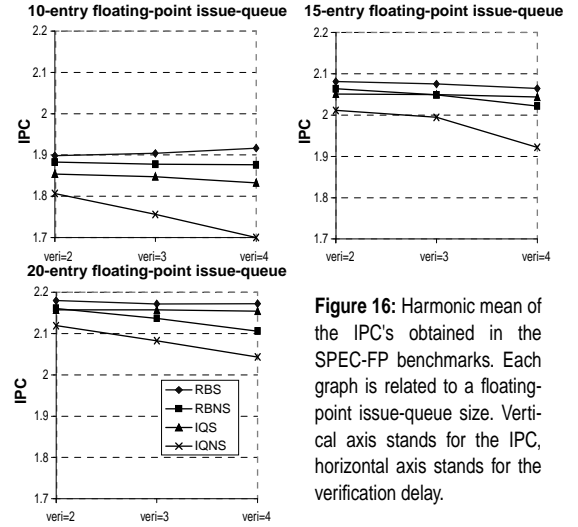 10-entry floating-point issue-queue
2.2
2.1
2
1.9
1.8
1.7
IPC
veri=2 veri=3 veri=4
15-entry floating-point issue-queue
2.2
2.1
2
1.9
1.8
1.7
IPC
veri=2 veri=3 veri=4
20-entry floating-point issue-queue
2.2
2.1
2
1.9
1.8
1.7
IPC
RBS
RBNS
IQS
IQNS
veri=2 veri=3 veri=4
Figure 16: Harmonic mean of
the IPC's obtained in the
SPEC-FP benchmarks. Each
graph is related to a floating-
point issue-queue size. Verti-
cal axis stands for the IPC,
horizontal axis stands for the
verification delay.